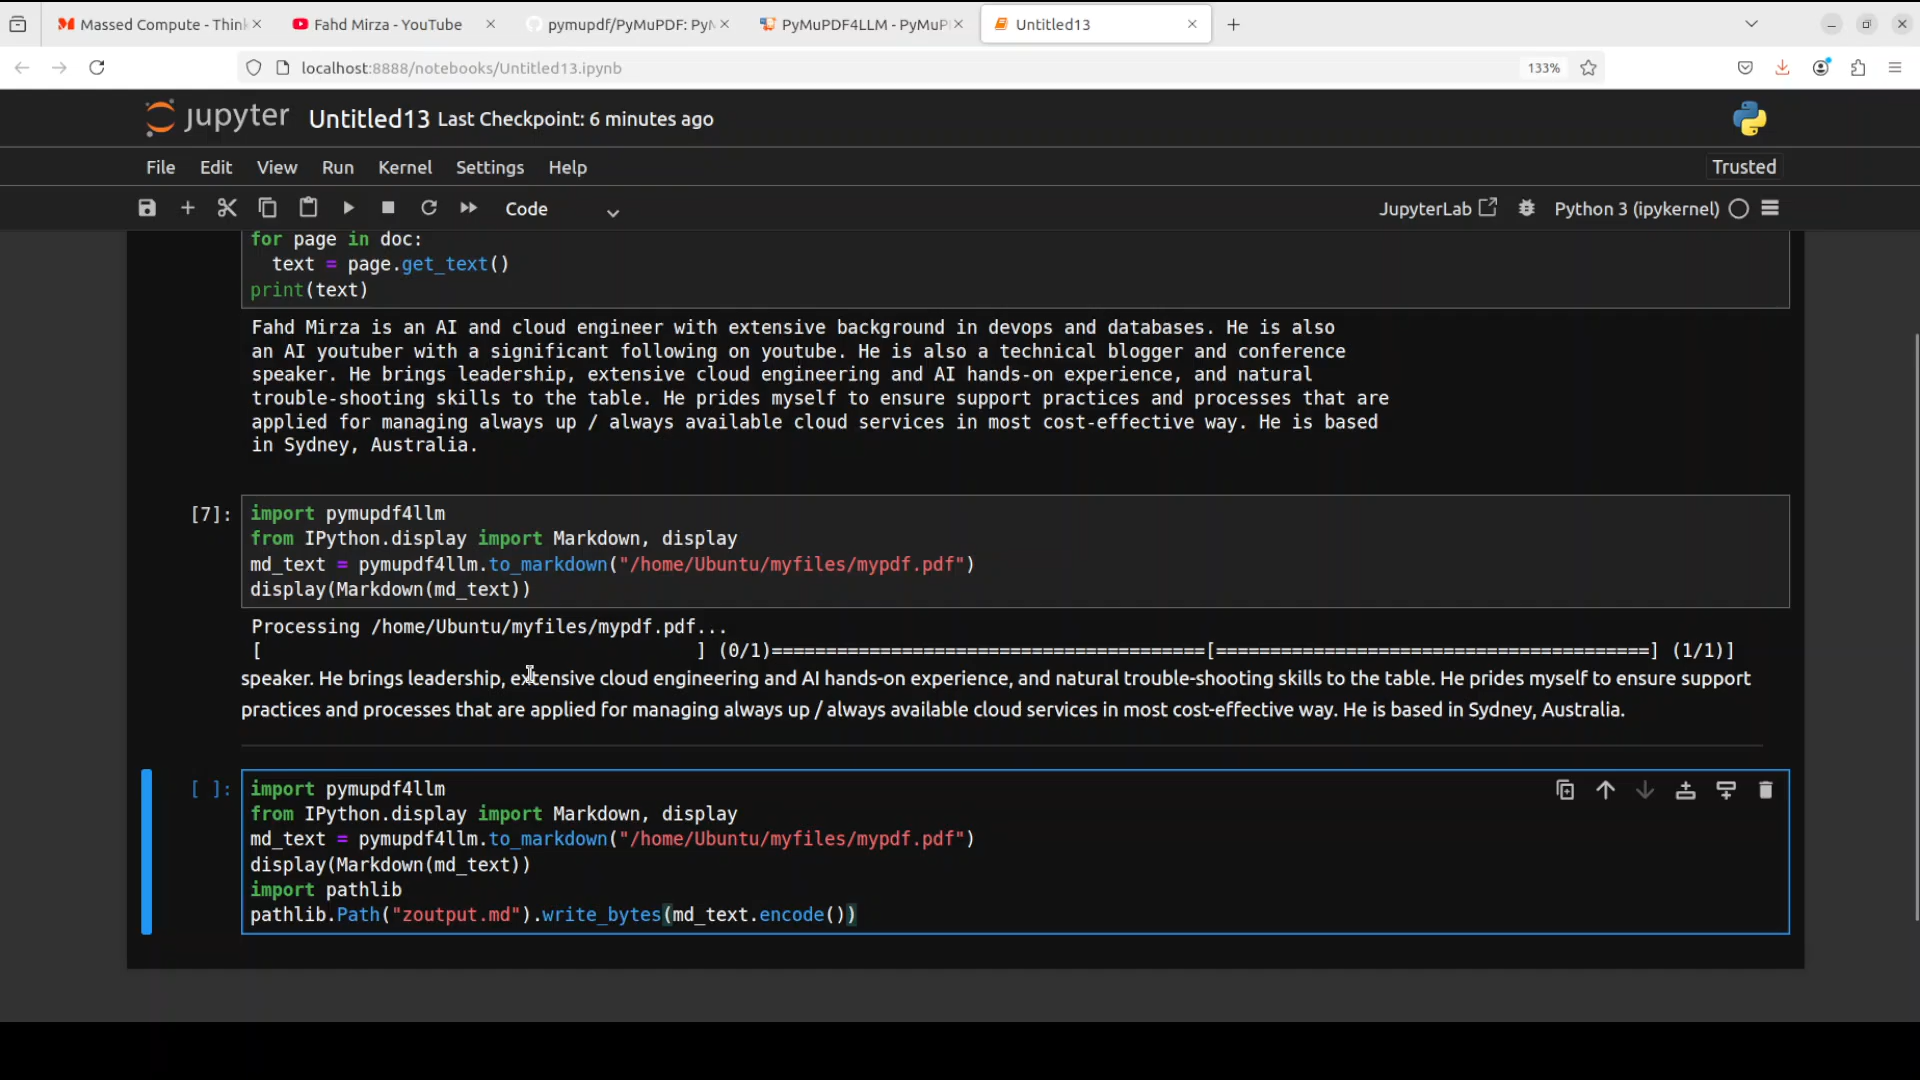 Massed Compute - Think
Fahd Mirza - YouTube
pymupdf/PyMuPDF: PyM
PyMuPDF4LLM - PyMuP
Untitled13
localhost:8888/notebooks/Untitled13.ipynb
133%
jupyter Untitled13 Last Checkpoint: 6 minutes ago
File Edit View Run Kernel Settings Help
Trusted
Code
JupyterLab
Python 3 (ipykernel)
for page in doc:
text = page.get_text()
print(text)
Fahd Mirza is an AI and cloud engineer with extensive background in devops and databases. He is also
an AI youtuber with a significant following on youtube. He is also a technical blogger and conference
speaker. He brings leadership, extensive cloud engineering and AI hands-on experience, and natural
trouble-shooting skills to the table. He prides myself to ensure support practices and processes that are
applied for managing always up / always available cloud services in most cost-effective way. He is based
in Sydney, Australia.
[7]:
import pymupdf4llm
from IPython.display import Markdown, display
md_text = pymupdf4llm.to_markdown("/home/Ubuntu/myfiles/mypdf.pdf")
display(Markdown(md_text))
Processing /home/Ubuntu/myfiles/mypdf.pdf...
[                                        ] (0/1)========================================[========================================] (1/1)]
speaker. He brings leadership, extensive cloud engineering and AI hands-on experience, and natural trouble-shooting skills to the table. He prides myself to ensure support
practices and processes that are applied for managing always up / always available cloud services in most cost-effective way. He is based in Sydney, Australia.
[ ]:
import pymupdf4llm
from IPython.display import Markdown, display
md_text = pymupdf4llm.to_markdown("/home/Ubuntu/myfiles/mypdf.pdf")
display(Markdown(md_text))
import pathlib
pathlib.Path("zoutput.md").write_bytes(md_text.encode())